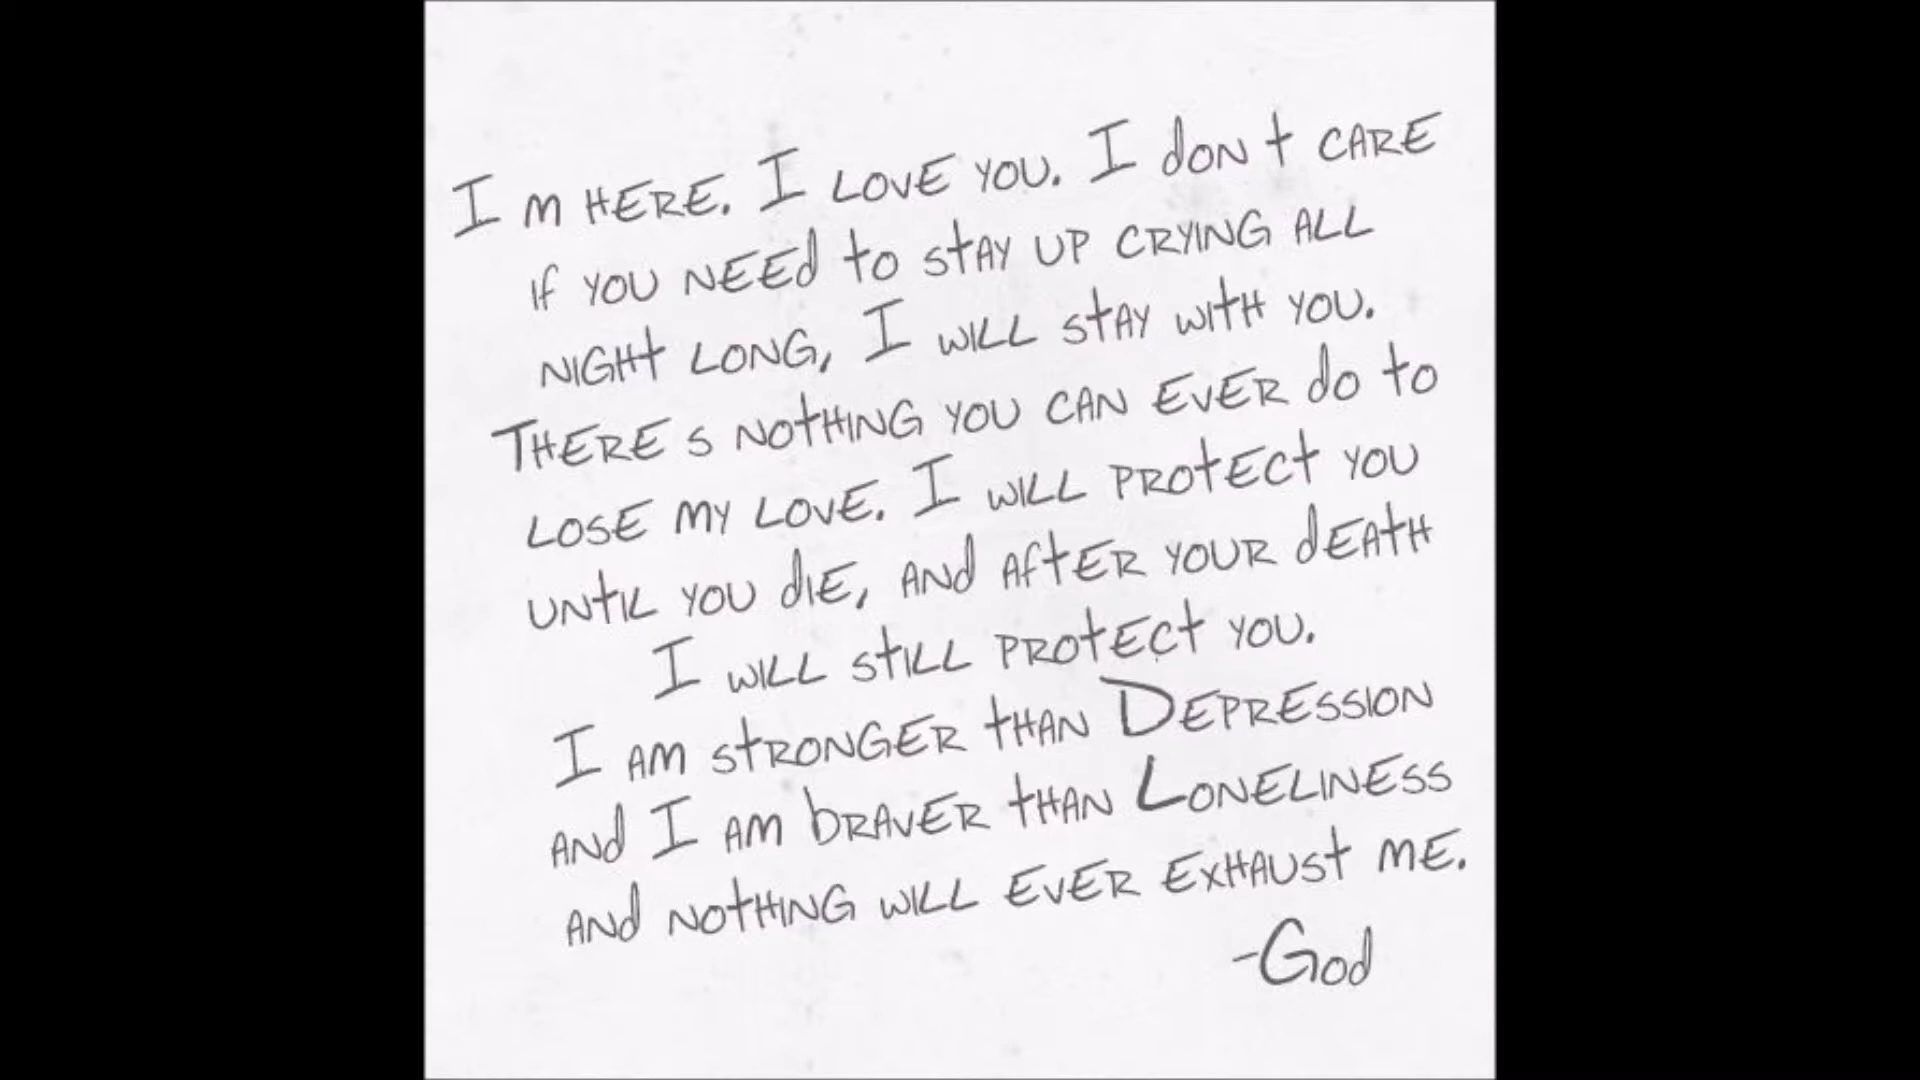 I m here. I love you. I don t care
if you need to stay up crying all
night long, I will stay with you.
There s nothing you can ever do to
lose my love. I will protect you
until you die, and after your death
I will still protect you.
I am stronger than Depression
and I am braver than Loneliness
and nothing will ever exhaust me.
-God